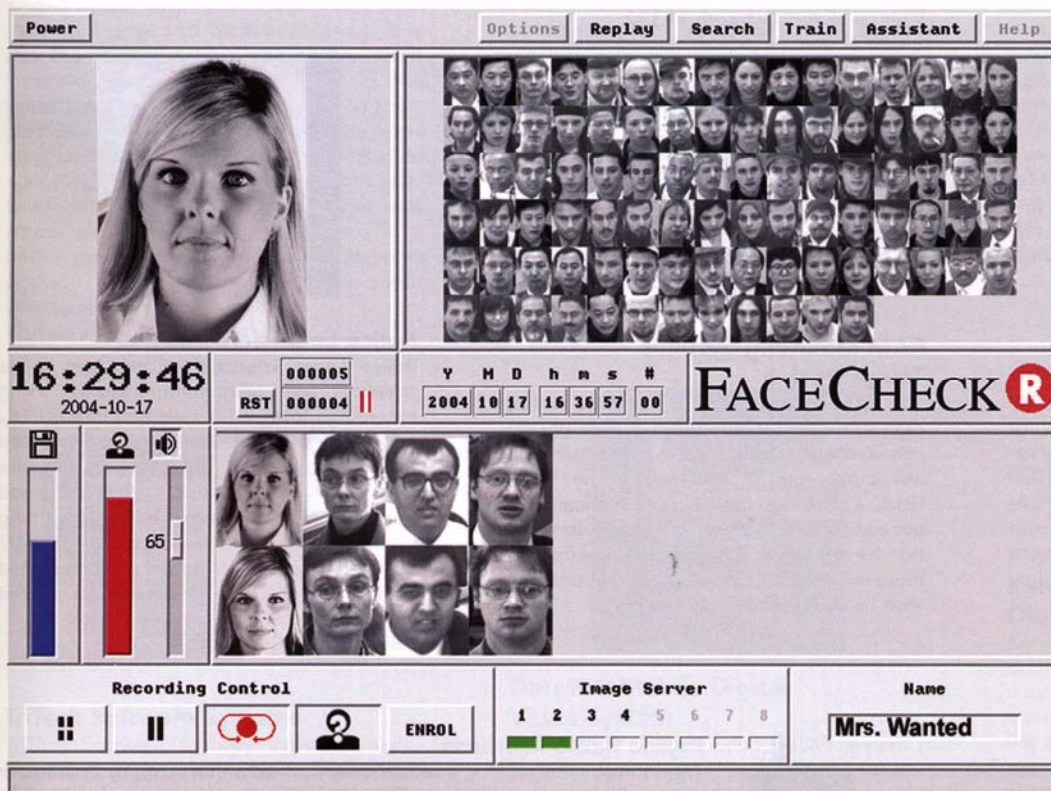 Power Options Replay Search Train Assistant Help
16:29:46
2004-10-17
000005
RST 000004
Y M D h m s #
2004 10 17 16 36 57 00
FACECHECK R
65
Recording Control
ENROL
Image Server
1 2 3 4 5 6 7 8
Name
Mrs. Wanted